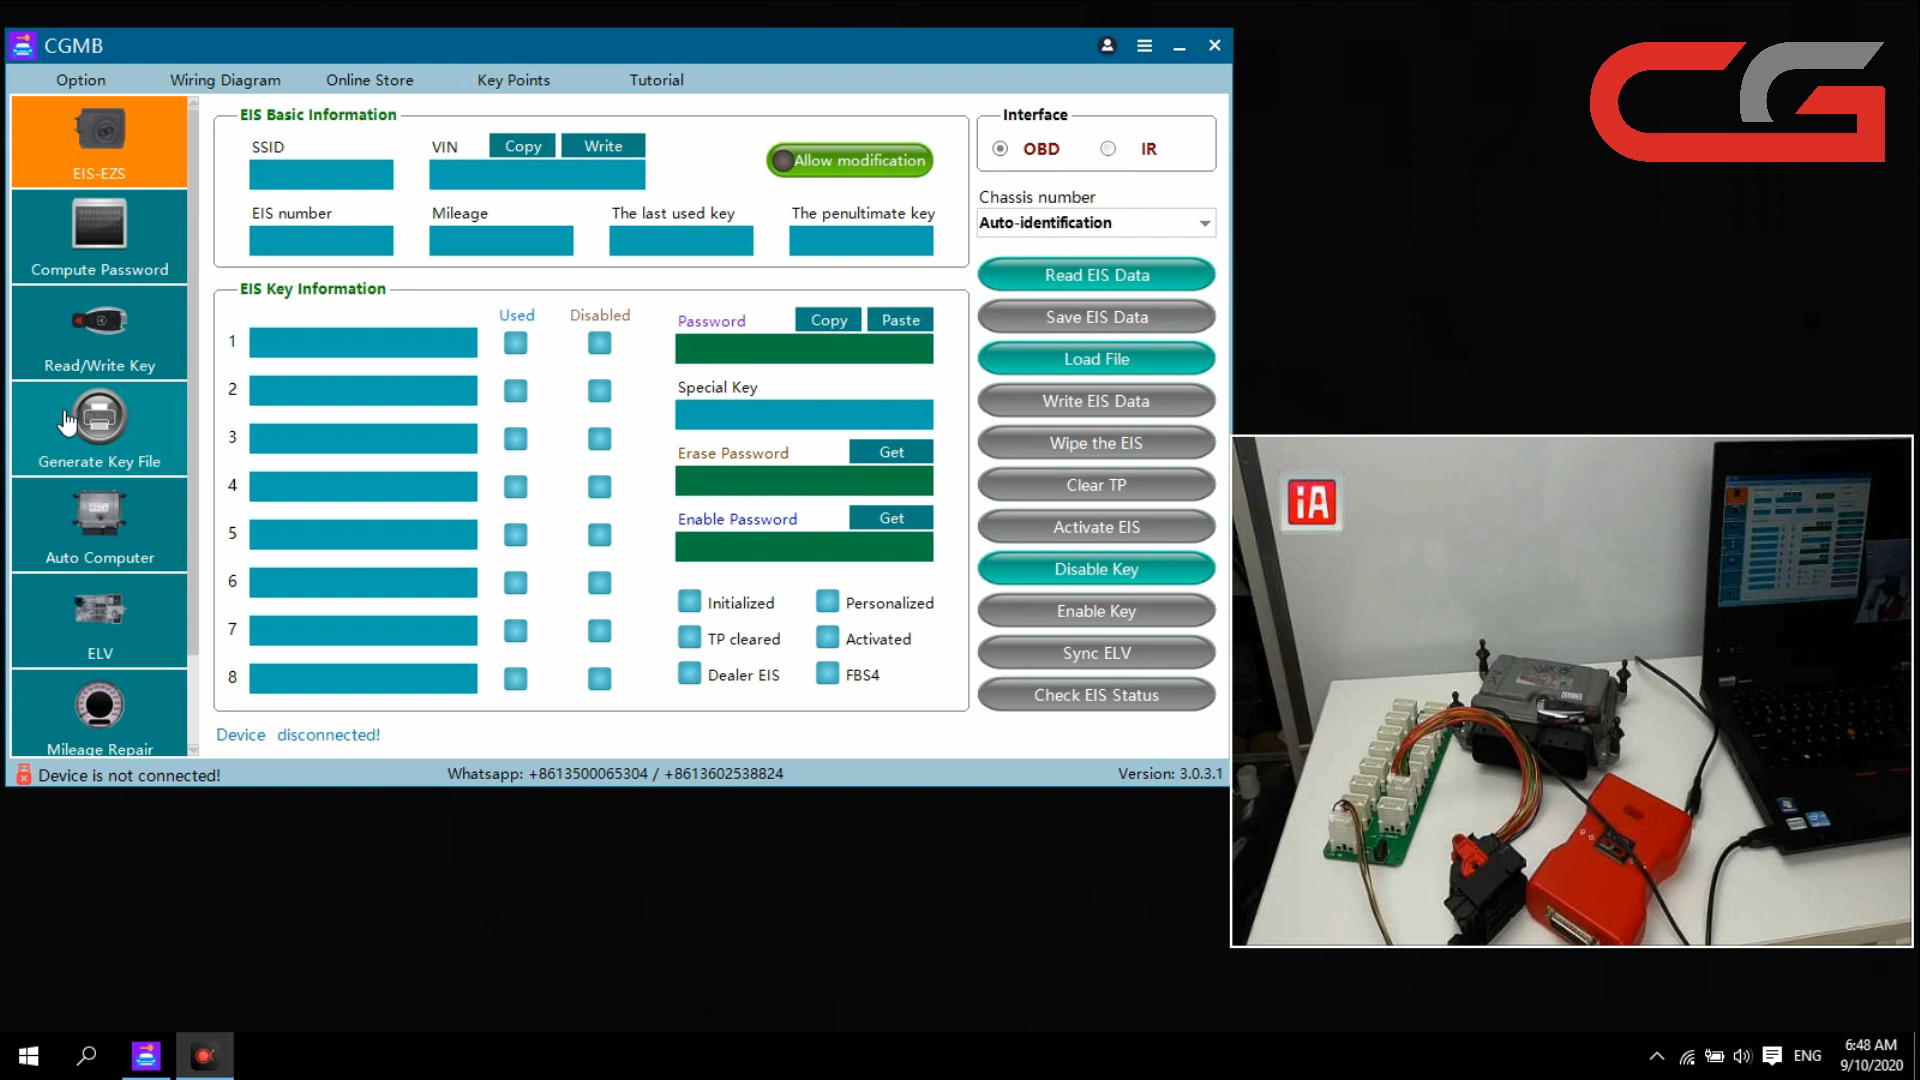 CGMB
Option Wiring Diagram Online Store Key Points Tutorial
EIS-EZS
Compute Password
Read/Write Key
Generate Key File
Auto Computer
ELV
Mileage Repair
EIS Basic Information
SSID VIN Copy Write
Allow modification
EIS number Mileage The last used key The penultimate key
EIS Key Information
Used Disabled
1
2
3
4
5
6
7
8
Password Copy Paste
Special Key
Erase Password Get
Enable Password Get
Initialized Personalized
TP cleared Activated
Dealer EIS FBS4
Interface
OBD IR
Chassis number
Auto-identification
Read EIS Data
Save EIS Data
Load File
Write EIS Data
Wipe the EIS
Clear TP
Activate EIS
Disable Key
Enable Key
Sync ELV
Check EIS Status
Device disconnected!
Device is not connected! Whatsapp: +8613500065304 / +8613602538824 Version: 3.0.3.1
CG
iA
ENG
6:48 AM
9/10/2020